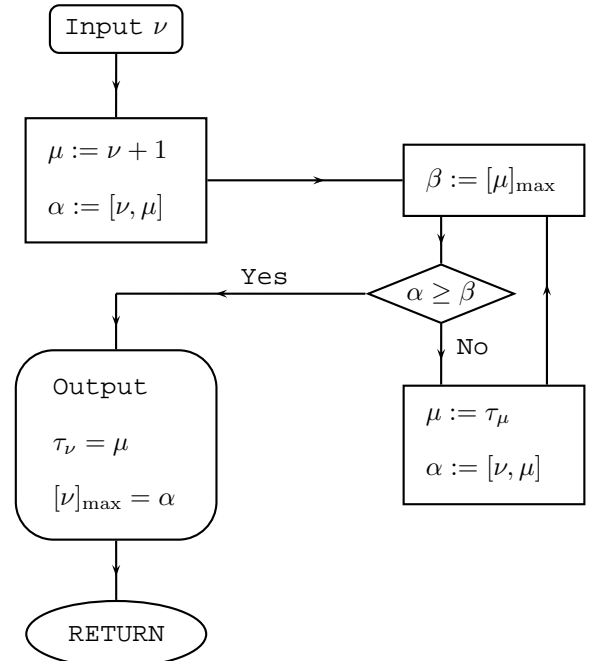 Input ν
μ := ν + 1
α := [ν, μ]
β := [μ]max
α ≥ β
Yes
No
μ := τμ
α := [ν, μ]
Output
τν = μ
[ν]max = α
RETURN